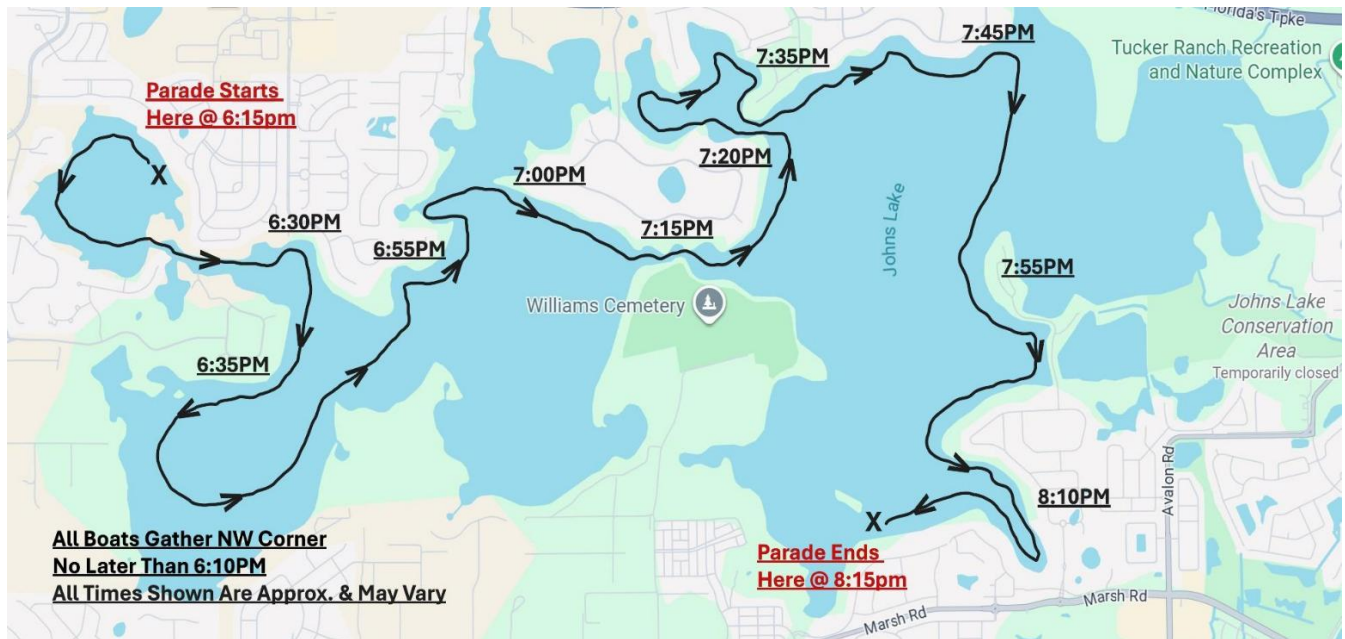 Florida's Tpke
7:45PM
7:35PM
Tucker Ranch Recreation
and Nature Complex
Parade Starts
Here @ 6:15pm
X
7:20PM
7:00PM
6:30PM
7:15PM
6:55PM
Johns Lake
7:55PM
Williams Cemetery
Johns Lake
Conservation
Area
Temporarily closed
6:35PM
Avalon Rd
8:10PM
X
All Boats Gather NW Corner
No Later Than 6:10PM
All Times Shown Are Approx. & May Vary
Parade Ends
Here @ 8:15pm
Marsh Rd
Marsh Rd